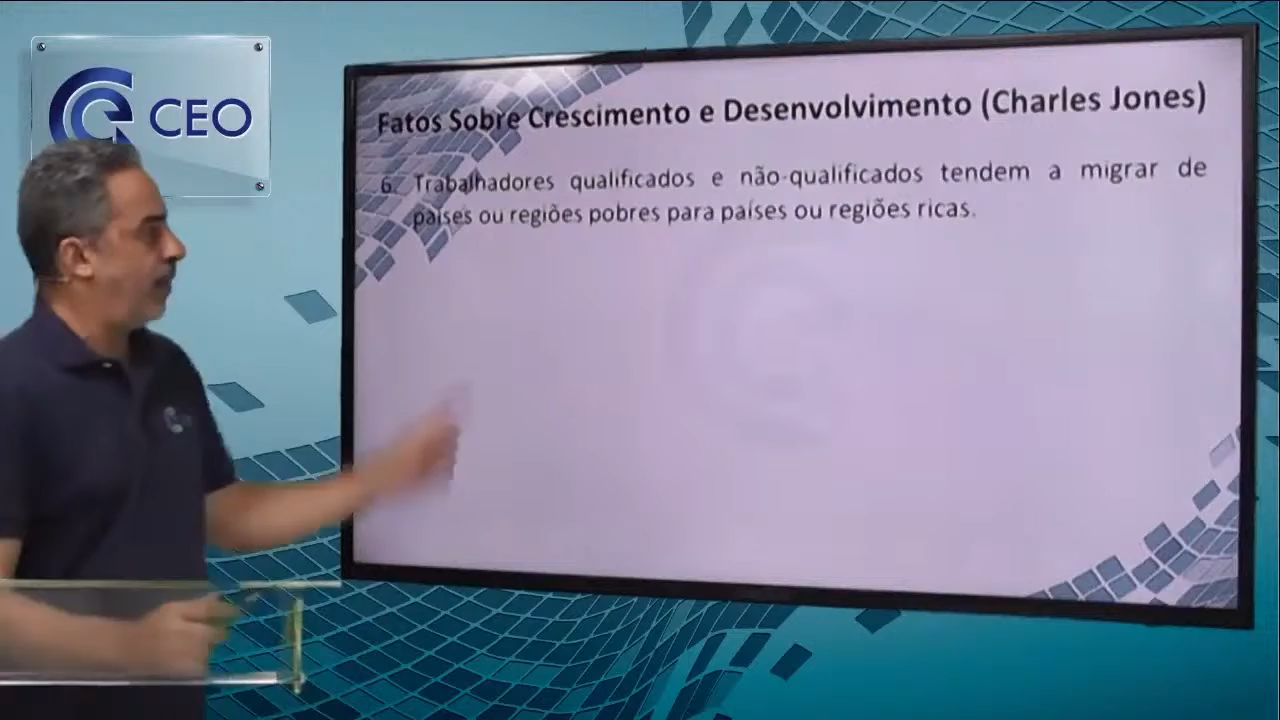 CEO
Fatos Sobre Crescimento e Desenvolvimento (Charles Jones)
6. Trabalhadores qualificados e não-qualificados tendem a migrar de
países ou regiões pobres para países ou regiões ricas.